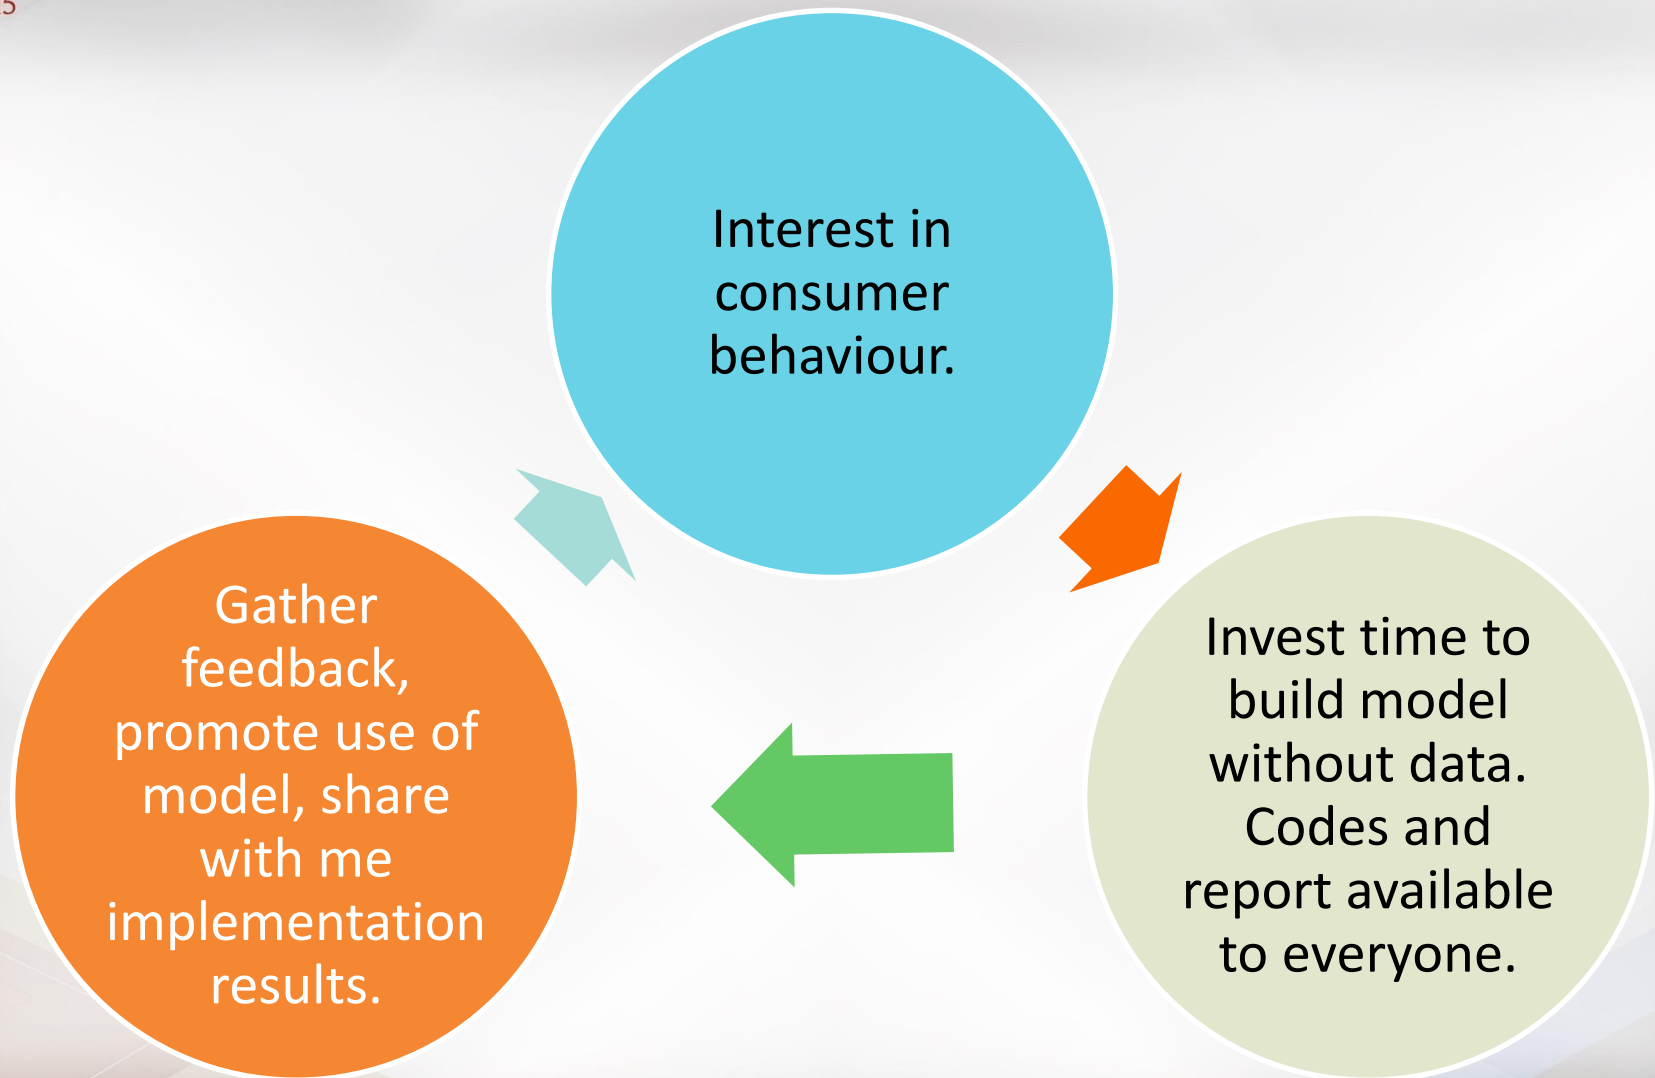 Interest in
consumer
behaviour.
Invest time to
build model
without data.
Codes and
report available
to everyone.
Gather
feedback,
promote use of
model, share
with me
implementation
results.